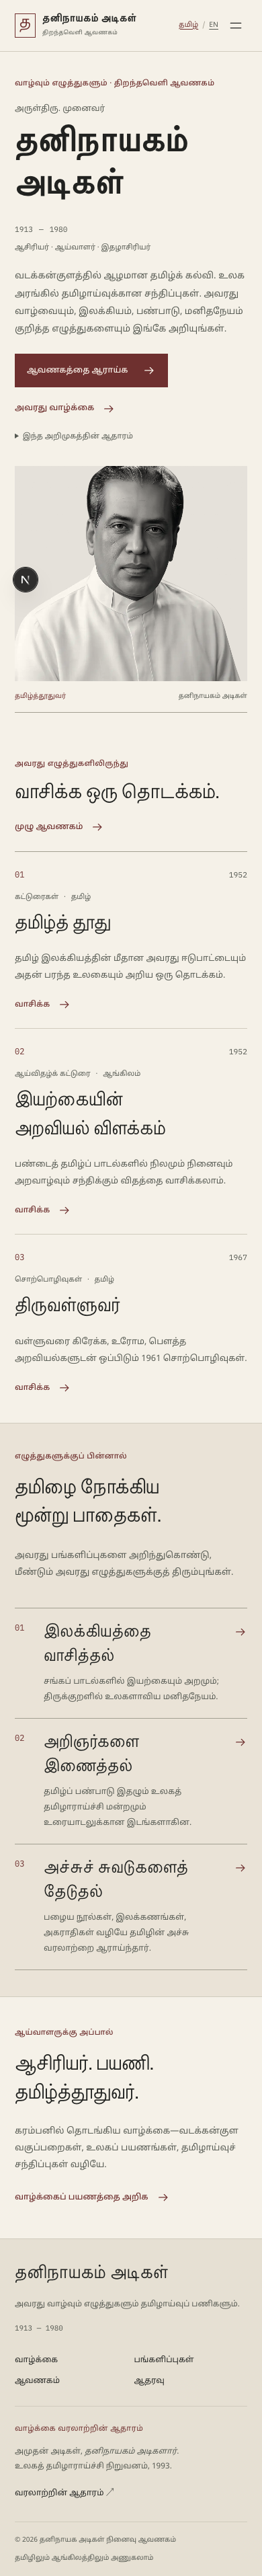 த
தனிநாயகம் அடிகள்
திறந்தவெளி ஆவணகம்
தமிழ் / EN
வாழ்வும் எழுத்துகளும் · திறந்தவெளி ஆவணகம்
அருள்திரு. முனைவர்
தனிநாயகம்
அடிகள்
1913 — 1980
ஆசிரியர் · ஆய்வாளர் · இதழாசிரியர்
வடக்கன்குளத்தில் ஆழமான தமிழ்க் கல்வி. உலக
அரங்கில் தமிழாய்வுக்கான சந்திப்புகள். அவரது
வாழ்வையும், இலக்கியம், பண்பாடு, மனிதநேயம்
குறித்த எழுத்துகளையும் இங்கே அறியுங்கள்.
ஆவணகத்தை ஆராய்க →
அவரது வாழ்க்கை →
▶ இந்த அறிமுகத்தின் ஆதாரம்
N
தமிழ்த்தூதுவர்
தனிநாயகம் அடிகள்
அவரது எழுத்துகளிலிருந்து
வாசிக்க ஒரு தொடக்கம்.
முழு ஆவணகம் →
01
1952
கட்டுரைகள் · தமிழ்
தமிழ்த் தூது
தமிழ் இலக்கியத்தின் மீதான அவரது ஈடுபாட்டையும்
அதன் பரந்த உலகையும் அறிய ஒரு தொடக்கம்.
வாசிக்க →
02
1952
ஆய்விதழ்க் கட்டுரை · ஆங்கிலம்
இயற்கையின்
அறவியல் விளக்கம்
பண்டைத் தமிழ்ப் பாடல்களில் நிலமும் நினைவும்
அறவாழ்வும் சந்திக்கும் விதத்தை வாசிக்கலாம்.
வாசிக்க →
03
1967
சொற்பொழிவுகள் · தமிழ்
திருவள்ளுவர்
வள்ளுவரை கிரேக்க, உரோம, பௌத்த
அறவியல்களுடன் ஒப்பிடும் 1961 சொற்பொழிவுகள்.
வாசிக்க →
எழுத்துகளுக்குப் பின்னால்
தமிழை நோக்கிய
மூன்று பாதைகள்.
அவரது பங்களிப்புகளை அறிந்துகொண்டு,
மீண்டும் அவரது எழுத்துகளுக்குத் திரும்புங்கள்.
01
இலக்கியத்தை
வாசித்தல்
→
சங்கப் பாடல்களில் இயற்கையும் அறமும்;
திருக்குறளில் உலகளாவிய மனிதநேயம்.
02
அறிஞர்களை
இணைத்தல்
→
தமிழ்ப் பண்பாடு இதழும் உலகத்
தமிழாராய்ச்சி மன்றமும்
உரையாடலுக்கான இடங்களாகின.
03
அச்சுச் சுவடுகளைத்
தேடுதல்
→
பழைய நூல்கள், இலக்கணங்கள்,
அகராதிகள் வழியே தமிழின் அச்சு
வரலாற்றை ஆராய்ந்தார்.
ஆய்வாளருக்கு அப்பால்
ஆசிரியர். பயணி.
தமிழ்த்தூதுவர்.
கரம்பனில் தொடங்கிய வாழ்க்கை—வடக்கன்குள
வகுப்பறைகள், உலகப் பயணங்கள், தமிழாய்வுச்
சந்திப்புகள் வழியே.
வாழ்க்கைப் பயணத்தை அறிக →
தனிநாயகம் அடிகள்
அவரது வாழ்வும் எழுத்துகளும் தமிழாய்வுப் பணிகளும்.
1913 — 1980
வாழ்க்கை
பங்களிப்புகள்
ஆவணகம்
ஆதரவு
வாழ்க்கை வரலாற்றின் ஆதாரம்
அமுதன் அடிகள், தனிநாயகம் அடிகளார்.
உலகத் தமிழாராய்ச்சி நிறுவனம், 1993.
வரலாற்றின் ஆதாரம் ↗
© 2026 தனிநாயக அடிகள் நினைவு ஆவணகம்
தமிழிலும் ஆங்கிலத்திலும் அணுகலாம்